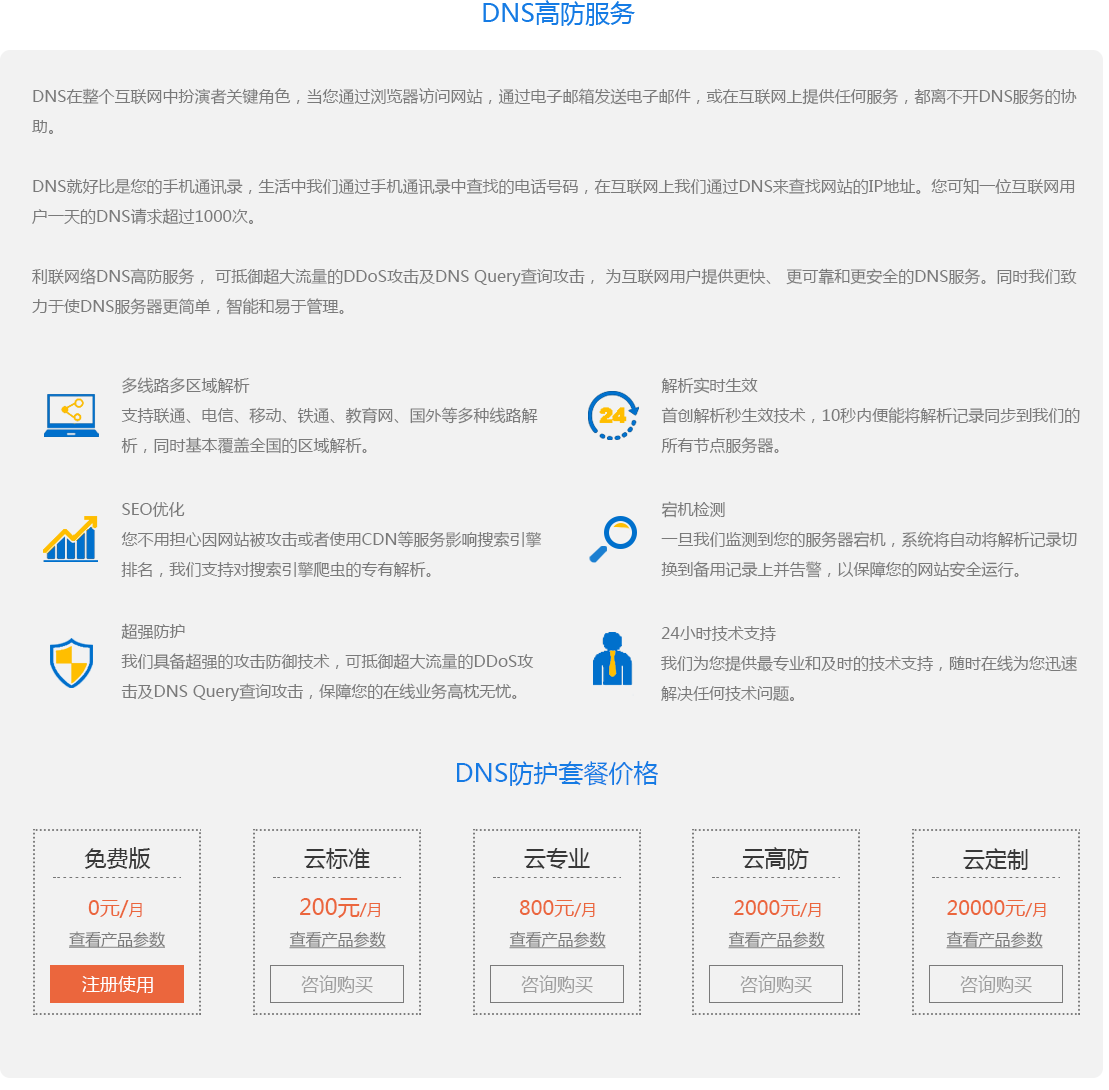 DNS高防服务
DNS在整个互联网中扮演者关键角色，当您通过浏览器访问网站，通过电子邮箱发送电子邮件，或在互联网上提供任何服务，都离不开DNS服务的协
助。
DNS就好比是您的手机通讯录，生活中我们通过手机通讯录中查找的电话号码，在互联网上我们通过DNS来查找网站的IP地址。您可知一位互联网用
户一天的DNS请求超过1000次。
利联网络DNS高防服务， 可抵御超大流量的DDoS攻击及DNS Query查询攻击， 为互联网用户提供更快、 更可靠和更安全的DNS服务。同时我们致
力于使DNS服务器更简单，智能和易于管理。
多线路多区域解析
支持联通、电信、移动、铁通、教育网、国外等多种线路解
析，同时基本覆盖全国的区域解析。
24
解析实时生效
首创解析秒生效技术，10秒内便能将解析记录同步到我们的
所有节点服务器。
SEO优化
您不用担心因网站被攻击或者使用CDN等服务影响搜索引擎
排名，我们支持对搜索引擎爬虫的专有解析。
宕机检测
一旦我们监测到您的服务器宕机，系统将自动将解析记录切
换到备用记录上并告警，以保障您的网站安全运行。
超强防护
我们具备超强的攻击防御技术，可抵御超大流量的DDoS攻
击及DNS Query查询攻击，保障您的在线业务高枕无忧。
24小时技术支持
我们为您提供最专业和及时的技术支持，随时在线为您迅速
解决任何技术问题。
DNS防护套餐价格
免费版
0元/月
查看产品参数
注册使用
云标准
200元/月
查看产品参数
咨询购买
云专业
800元/月
查看产品参数
咨询购买
云高防
2000元/月
查看产品参数
咨询购买
云定制
20000元/月
查看产品参数
咨询购买